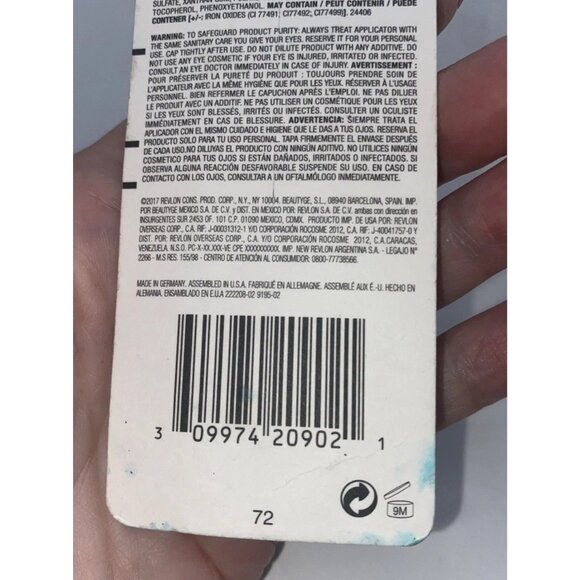 SULFATE, XANTHAN GUM,
TOCOPHEROL, PHENOXYETHANOL. MAY CONTAIN / PEUT CONTENIR / PUEDE
CONTENER [+/-: IRON OXIDES (CI 77491; CI77492; CI77499)]. 24406
WARNING: TO SAFEGUARD PRODUCT PURITY: ALWAYS TREAT APPLICATOR WITH
THE SAME SANITARY CARE YOU GIVE YOUR EYES. RESERVE IT FOR YOUR PERSONAL
USE. CAP TIGHTLY AFTER USE. DO NOT DILUTE PRODUCT WITH ANY ADDITIVE. DO
NOT USE ANY EYE COSMETIC IF YOUR EYE IS INJURED, IRRITATED OR INFECTED.
CONSULT AN EYE DOCTOR IMMEDIATELY IN CASE OF INJURY. AVERTISSEMENT :
POUR PRÉSERVER LA PURETÉ DU PRODUIT : TOUJOURS PRENDRE SOIN DE
L'APPLICATEUR AVEC LA MÊME HYGIÈNE QUE POUR LES YEUX. RÉSERVER À L'USAGE
PERSONNEL. BIEN REFERMER LE CAPUCHON APRÈS L'EMPLOI. NE PAS DILUER
LE PRODUIT AVEC UN ADDITIF. NE PAS UTILISER UN COSMÉTIQUE POUR LES YEUX
SI LES YEUX SONT BLESSÉS, IRRITÉS OU INFECTÉS. CONSULTER UN OCULISTE
IMMÉDIATEMENT EN CAS DE BLESSURE. ADVERTENCIA: SIEMPRE TRATA EL
APLICADOR CON EL MISMO CUIDADO E HIGIENE QUE LE DAS A TUS OJOS. RESERVA EL
PRODUCTO SOLO PARA TU USO PERSONAL. TAPA FIRMEMENTE EL ENVASE DESPUÉS
DE CADA USO.NO DILUYAS EL PRODUCTO CON NINGÚN ADITIVO. NO UTILICES NINGÚN
COSMETICO PARA TUS OJOS SI ESTÁN DAÑADOS, IRRITADOS O INFECTADOS. SI
OBSERVA ALGUNA REACCIÓN DESFAVORABLE SUSPENDE SU USO. EN CASO DE
CONTACTO CON LOS OJOS, CONSULTAR A UN OFTALMÓLOGO INMEDIATAMENTE.
©2017 REVLON CONS. PROD. CORP., N.Y., NY 10004. BEAUTYGE, S.L., 08940 BARCELONA, SPAIN. IMP.
POR BEAUTYGE MEXICO S.A. DE C.V. y DIST. EN MEXICO POR: REVLON S.A. DE C.V. ambas con dirección en
INSURGENTES SUR 2453 OF. 101 C.P. 01090 MEXICO, CDMX. PRODUCTO IMP. DE USA POR: REVLON
OVERSEAS CORP., C.A. RIF: J-00031312-1 Y/O CORPORACIÓN ROCOSME 2012, C.A. RIF: J-40041757-0 Y
DIST. POR: REVLON OVERSEAS CORP., C.A. Y/O CORPORACIÓN ROCOSME 2012, C.A.CARACAS,
VENEZUELA. N.S. PC-X-XX.XXX-VE CPE XXXXXXXXXX. IMP. NEW REVLON ARGENTINA S.A. - LEGAJO N°
2266 - M.S. RES. 155/98 - CENTRO DE ATENCIÓN AL CONSUMIDOR: 0800-77738566.
MADE IN GERMANY. ASSEMBLED IN U.S.A. FABRIQUÉ EN ALLEMAGNE. ASSEMBLÉ AUX É.-U. HECHO EN
ALEMANIA. ENSAMBLADO EN E.U.A 222208-02 9195-02
3 09974 20902 1
72
9M